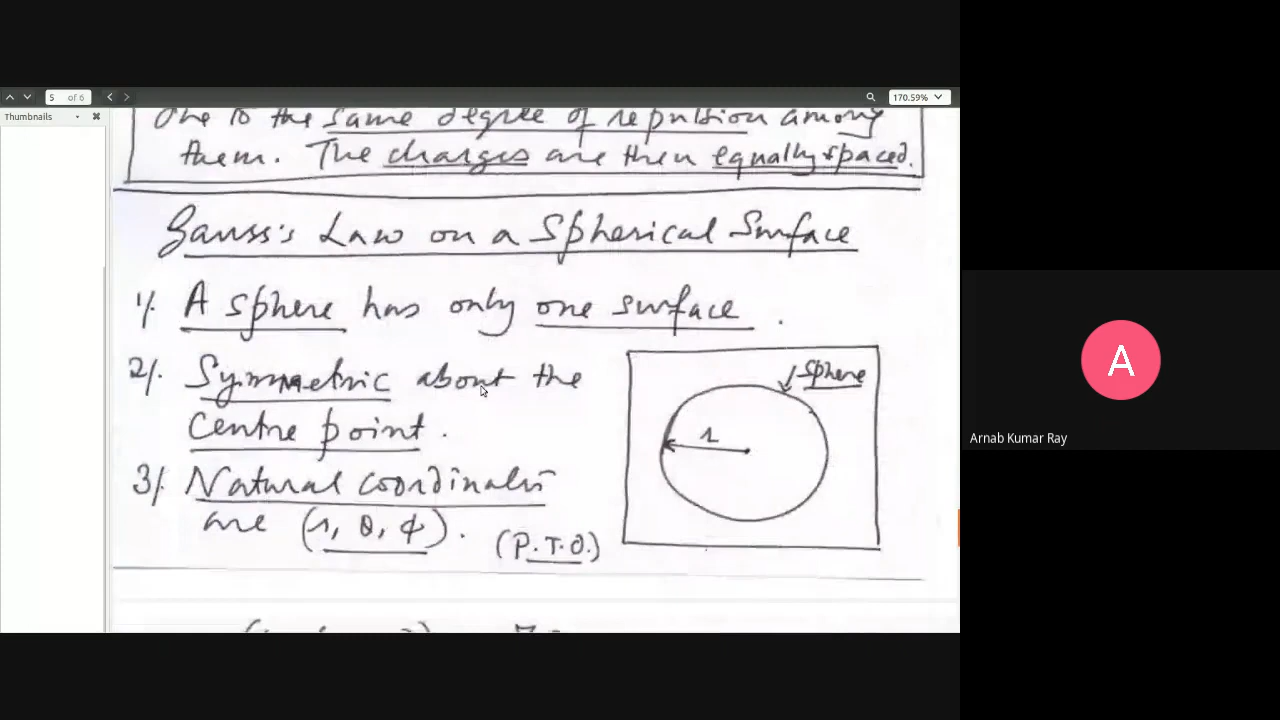 5 of 6
170.59%
Thumbnails
Due to the same degree of repulsion among
them. The charges are then equally spaced.
Gauss's Law on a Spherical Surface
1/. A sphere has only one surface.
2/. Symmetric about the
Centre point.
3/. Natural coordinates
are (r, θ, φ). (P.T.O.)
Sphere
r
A
Arnab Kumar Ray